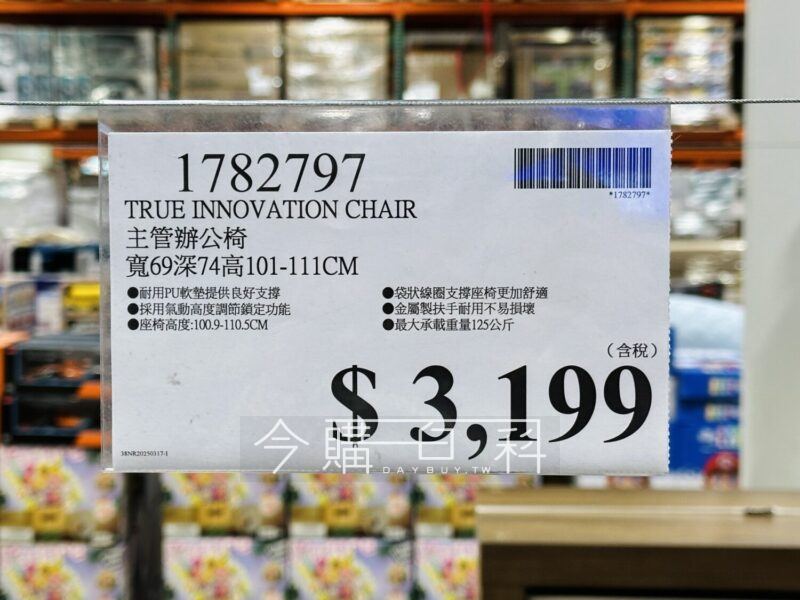 1782797
*1782797*
TRUE INNOVATION CHAIR
主管辦公椅
寬69深74高101-111CM
●耐用PU軟墊提供良好支撐
●採用氣動高度調節鎖定功能
●座椅高度:100.9-110.5CM
●袋狀線圈支撐座椅更加舒適
●金屬製扶手耐用不易損壞
●最大承載重量125公斤
(含稅)
$ 3,199
38NR20250317-1
今購百科
DAYBUY.TW